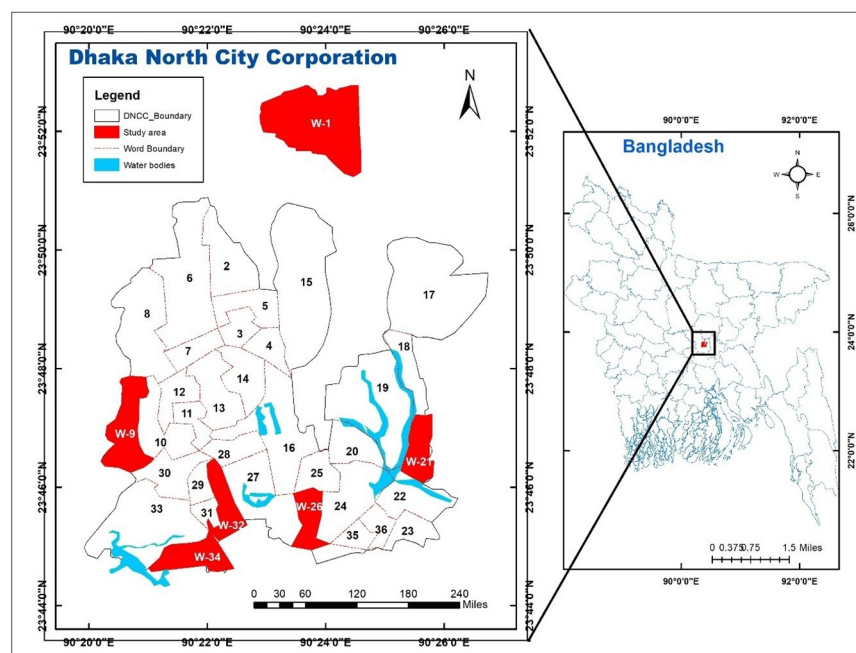 90°20'0"E
90°22'0"E
90°24'0"E
90°26'0"E
Dhaka North City Corporation
Legend
DNCC_Boundary
Study area
Word Boundary
Water bodies
N
W-1
23°52'0"N
23°52'0"N
23°50'0"N
23°50'0"N
23°48'0"N
23°48'0"N
23°46'0"N
23°46'0"N
23°44'0"N
23°44'0"N
2
6
15
17
8
5
3
4
7
18
19
14
12
11
13
W-9
10
16
W-21
28
20
30
29
27
25
22
33
31
W-32
W-26
24
23
36
35
W-34
0 15 30 60 120 180 240
Miles
90°20'0"E
90°22'0"E
90°24'0"E
90°26'0"E
90°0'0"E
92°0'0"E
Bangladesh
N
W E
S
26°0'0"N
24°0'0"N
22°0'0"N
0 0.375 0.75 1.5 Miles
90°0'0"E
92°0'0"E